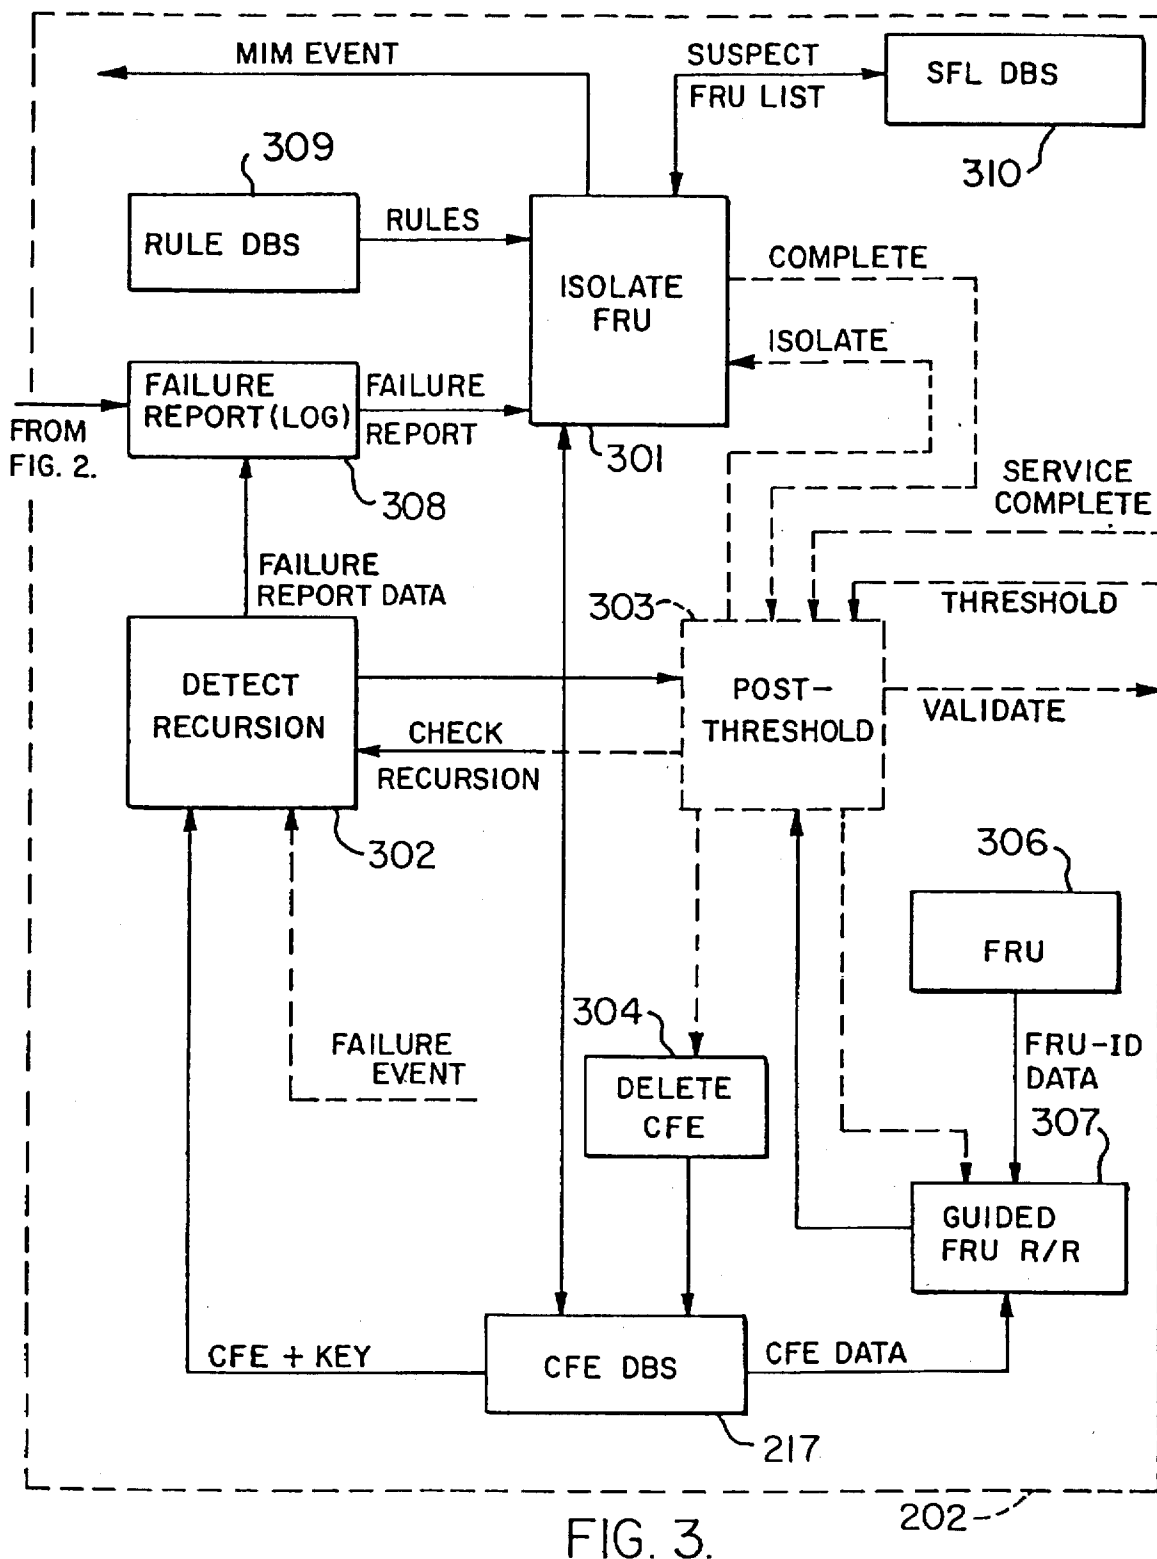 MIM EVENT
SUSPECT
FRU LIST
SFL DBS
310
309
RULE DBS
RULES
ISOLATE
FRU
COMPLETE
ISOLATE
FAILURE
REPORT (LOG)
FAILURE
REPORT
FROM
FIG. 2.
301
308
SERVICE
COMPLETE
FAILURE
REPORT DATA
303
THRESHOLD
DETECT
RECURSION
POST-
THRESHOLD
VALIDATE
CHECK
RECURSION
302
306
FRU
304
FAILURE
EVENT
FRU-ID
DATA
DELETE
CFE
307
GUIDED
FRU R/R
CFE + KEY
CFE DBS
CFE DATA
217
202
FIG. 3.